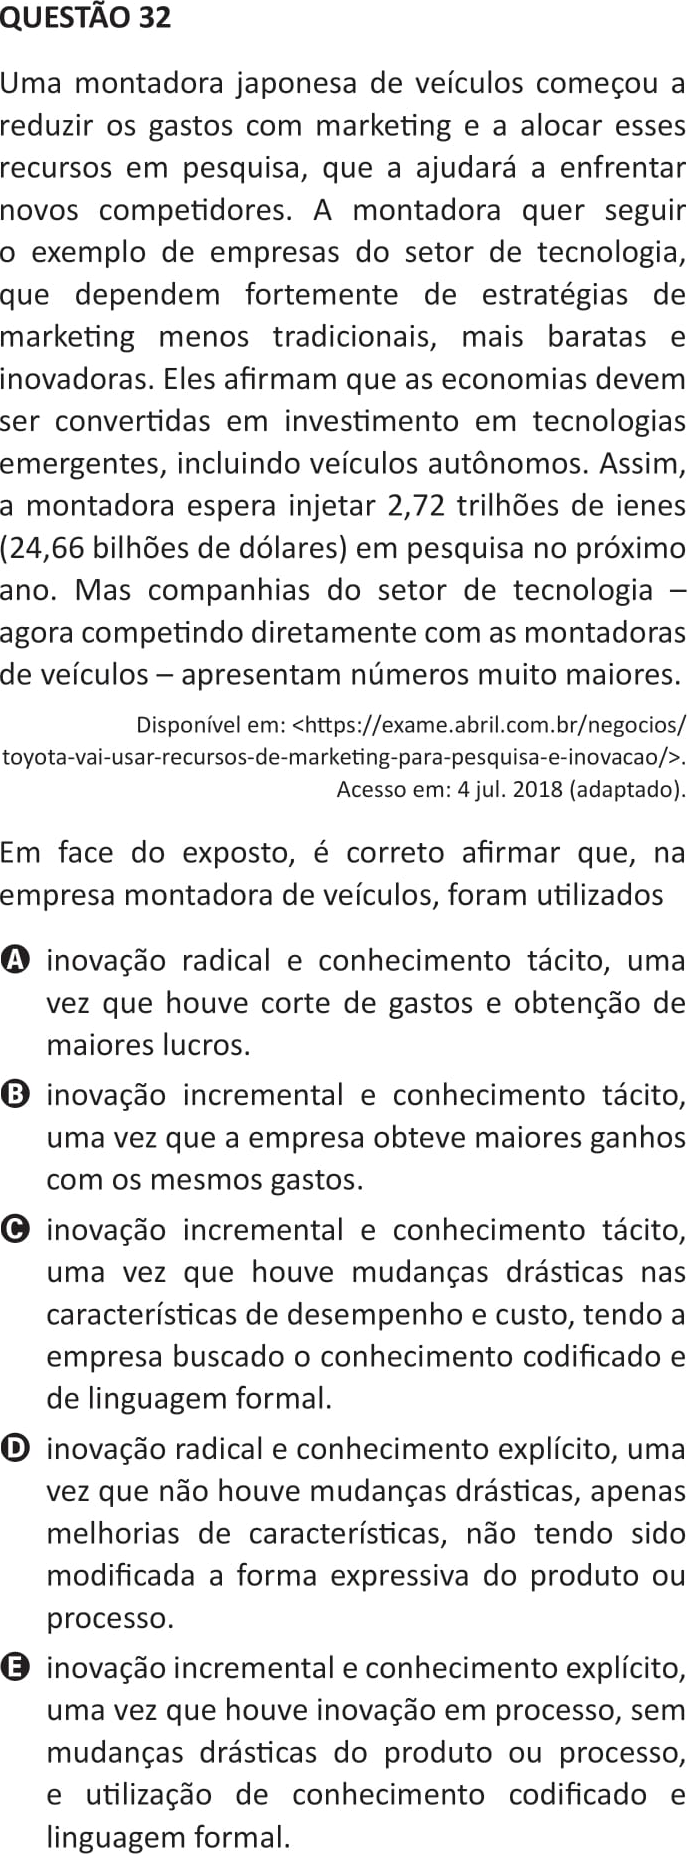 QUESTÃO 32
Uma montadora japonesa de veículos começou a
reduzir os gastos com marketing e a alocar esses
recursos em pesquisa, que a ajudará a enfrentar
novos competidores. A montadora quer seguir
o exemplo de empresas do setor de tecnologia,
que dependem fortemente de estratégias de
marketing menos tradicionais, mais baratas e
inovadoras. Eles afirmam que as economias devem
ser convertidas em investimento em tecnologias
emergentes, incluindo veículos autônomos. Assim,
a montadora espera injetar 2,72 trilhões de ienes
(24,66 bilhões de dólares) em pesquisa no próximo
ano. Mas companhias do setor de tecnologia –
agora competindo diretamente com as montadoras
de veículos – apresentam números muito maiores.
Disponível em: <https://exame.abril.com.br/negocios/
toyota-vai-usar-recursos-de-marketing-para-pesquisa-e-inovacao/>.
Acesso em: 4 jul. 2018 (adaptado).
Em face do exposto, é correto afirmar que, na
empresa montadora de veículos, foram utilizados
A inovação radical e conhecimento tácito, uma
vez que houve corte de gastos e obtenção de
maiores lucros.
B inovação incremental e conhecimento tácito,
uma vez que a empresa obteve maiores ganhos
com os mesmos gastos.
C inovação incremental e conhecimento tácito,
uma vez que houve mudanças drásticas nas
características de desempenho e custo, tendo a
empresa buscado o conhecimento codificado e
de linguagem formal.
D inovação radical e conhecimento explícito, uma
vez que não houve mudanças drásticas, apenas
melhorias de características, não tendo sido
modificada a forma expressiva do produto ou
processo.
E inovação incremental e conhecimento explícito,
uma vez que houve inovação em processo, sem
mudanças drásticas do produto ou processo,
e utilização de conhecimento codificado e
linguagem formal.